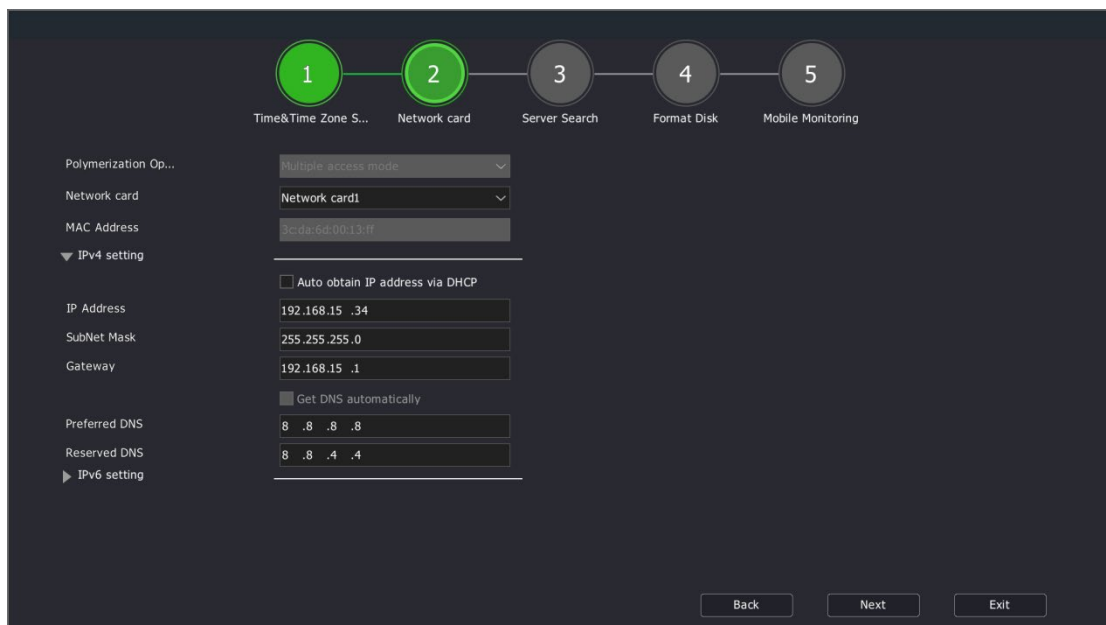 1 2 3 4 5
Time&Time Zone S... Network card Server Search Format Disk Mobile Monitoring
Polymerization Op... Multiple access mode
Network card Network card1
MAC Address 3c:da:6d:00:13:ff
IPv4 setting
Auto obtain IP address via DHCP
IP Address 192.168.15 .34
SubNet Mask 255.255.255.0
Gateway 192.168.15 .1
Get DNS automatically
Preferred DNS 8 .8 .8 .8
Reserved DNS 8 .8 .4 .4
IPv6 setting
Back Next Exit